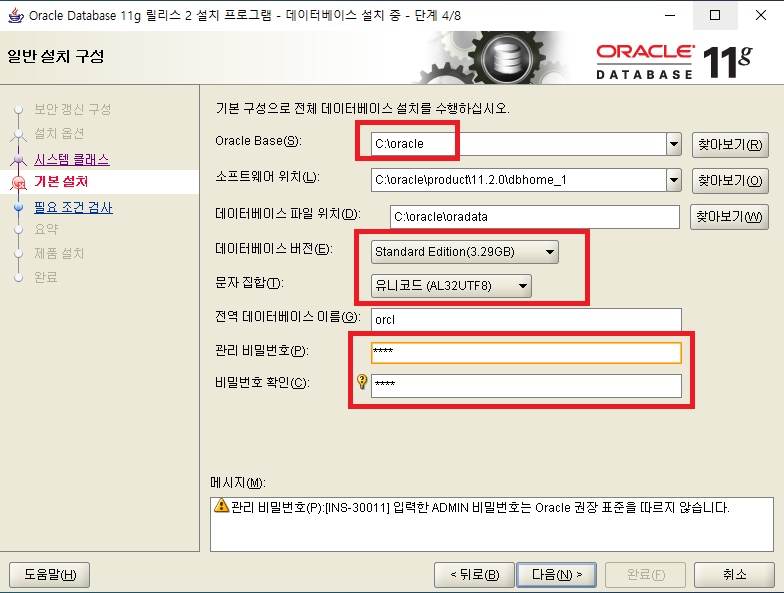 Oracle Database 11g 릴리스 2 설치 프로그램 - 데이터베이스 설치 중 - 단계 4/8
일반 설치 구성
ORACLE
DATABASE 11g
보안 갱신 구성
설치 옵션
시스템 클래스
기본 설치
필요 조건 검사
요약
제품 설치
완료
기본 구성으로 전체 데이터베이스 설치를 수행하십시오.
Oracle Base(S): C:\oracle 찾아보기(R)
소프트웨어 위치(L): C:\oracle\product\11.2.0\dbhome_1 찾아보기(O)
데이터베이스 파일 위치(D): C:\oracle\oradata 찾아보기(W)
데이터베이스 버전(E): Standard Edition(3.29GB)
문자 집합(T): 유니코드 (AL32UTF8)
전역 데이터베이스 이름(G): orcl
관리 비밀번호(P): ****
비밀번호 확인(C): ****
메시지(M):
관리 비밀번호(P):[INS-30011] 입력한 ADMIN 비밀번호는 Oracle 권장 표준을 따르지 않습니다.
도움말(H) < 뒤로(B) 다음(N) > 완료(F) 취소